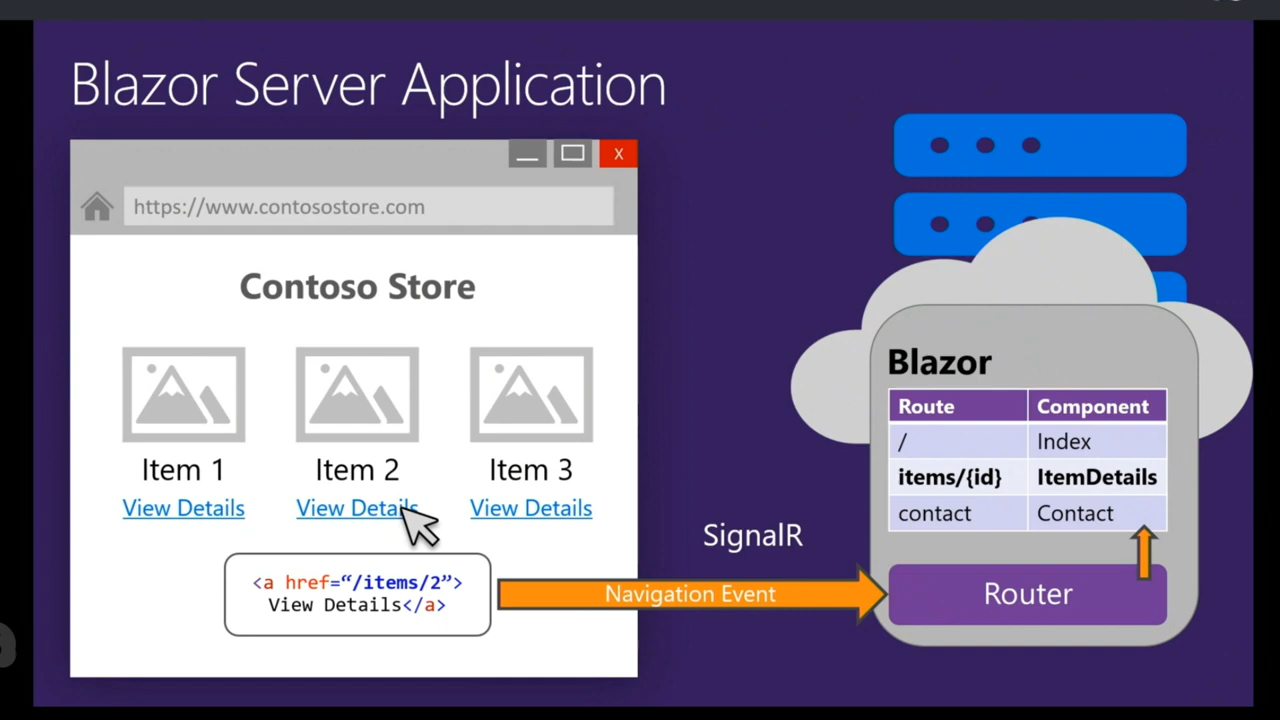 Blazor Server Application
X
https://www.contosostore.com
Contoso Store
Item 1 Item 2 Item 3
View Details View Details View Details
<a href=“/items/2”>
View Details</a>
SignalR
Navigation Event
Blazor
Route Component
/ Index
items/{id} ItemDetails
contact Contact
Router